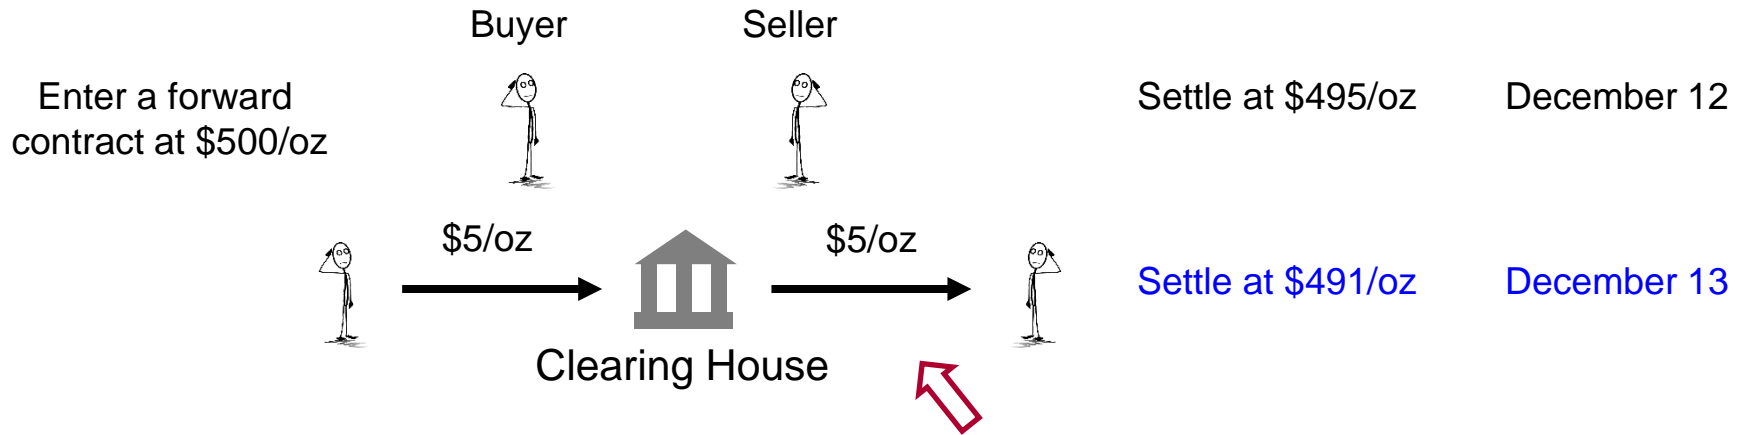 Buyer
Seller
Enter a forward
contract at $500/oz
Settle at $495/oz
December 12
$5/oz
$5/oz
Settle at $491/oz
December 13
Clearing House